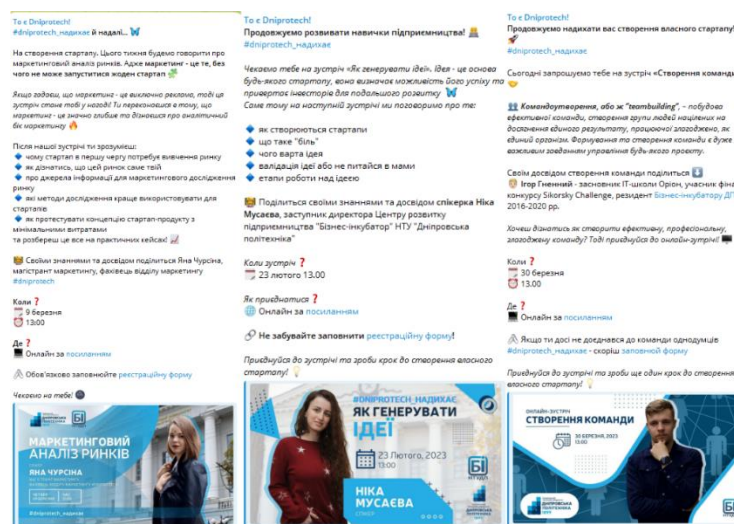 То є Dniprotech!
#dniprotech_надихає й надалі...
На створення стартапу. Цього тижня будемо говорити про
маркетинговий аналіз ринків. Адже маркетинг - це те, без
чого не може запуститися жоден стартап
Якщо гадаєш, що маркетинг - це виключно реклама, тоді ця
зустріч стане тобі у нагоді! Ти переконаєшся в тому, що
маркетинг - це значно глибше та дізнаєшся про аналітичний
бік маркетингу
Після нашої зустрічі ти зрозумієш:
чому стартап в першу чергу потребує вивчення ринку
як дізнатись, що цей ринок саме твій
про джерела інформації для маркетингового дослідження
ринку
які методи дослідження краще використовувати для
стартапів
як протестувати концепцію стартап-продукту з
мінімальними витратами
та розбереш це все на практичних кейсах!
Своїми знаннями та досвідом поділиться Яна Чурсіна,
магістрант маркетингу, фахівець відділу маркетингу
#dniprotech
Коли ?
9 березня
13:00
Де ?
Онлайн за посиланням
Обов'язково заповнюйте реєстраційну форму
Чекаємо на тебе!
МАРКЕТИНГОВИЙ
АНАЛІЗ РИНКІВ
ЯНА ЧУРСІНА
#dniprotech_надихає
То є Dniprotech!
Продовжуємо розвивати навички підприємництва!
#dniprotech_надихає
Чекаємо тебе на зустріч «Як генерувати ідеї». Ідея - це основа
будь-якого стартапу, вона визначає можливість його успіху та
привертає інвесторів для подальшого розвитку
Саме тому на наступній зустрічі ми поговоримо про те:
як створюються стартапи
що таке "біль"
чого варта ідея
валідація ідеї або не питайся в мами
етапи роботи над ідеєю
Поділиться своїми знаннями та досвідом спікерка Ніка
Мусаєва, заступник директора Центру розвитку
підприємництва "Бізнес-інкубатор" НТУ "Дніпровська
політехніка"
Коли зустріч ?
23 лютого 13.00
Як приєднатися ?
Онлайн за посиланням
Не забувайте заповнити реєстраційну форму!
Приєднуйся до зустрічі та зроби крок до створення власного
стартапу!
#DNIPROTECH_НАДИХАЄ
ЯК ГЕНЕРУВАТИ
ІДЕЇ
23 Лютого, 2023
13:00
НІКА
МУСАЄВА
То є Dniprotech!
Продовжуємо надихати вас створення власного стартапу!
#dniprotech_надихає
Сьогодні запрошуємо тебе на зустріч «Створення команди»
Командоутворення, або ж "teambuilding", - побудова
ефективної команди, створення групи людей націлених на
досягнення єдиного результату, працюючої злагоджено, як
єдиний організм. Формування та створення команди є дуже
важливим завданням управління будь-якого проєкту.
Своїм досвідом створення команди поділиться
Ігор Гненний - засновник ІТ-школи Оріон, учасник фіна
конкурсу Sikorsky Challenge, резидент Бізнес-інкубатору ДП
2016-2020 рр.
Хочеш дізнатись як створити ефективну, професіональну,
злагоджену команду? Тоді приєднуйся до онлайн-зутрічі!
Коли ?
30 березня
13.00
Де ?
Онлайн за посиланням
Якщо ти досі не доєднався до команди однодумців
#dniprotech_надихає - скоріш заповнюй форму
Приєднуйся до зустрічі та зроби ще один крок до створення
власного стартапу!
ОНЛАЙН-ЗУСТРІЧ
СТВОРЕННЯ КОМАНДИ
30 БЕРЕЗНЯ, 2023
13:00
ДНІПРОВСЬКА
ПОЛІТЕХНІКА